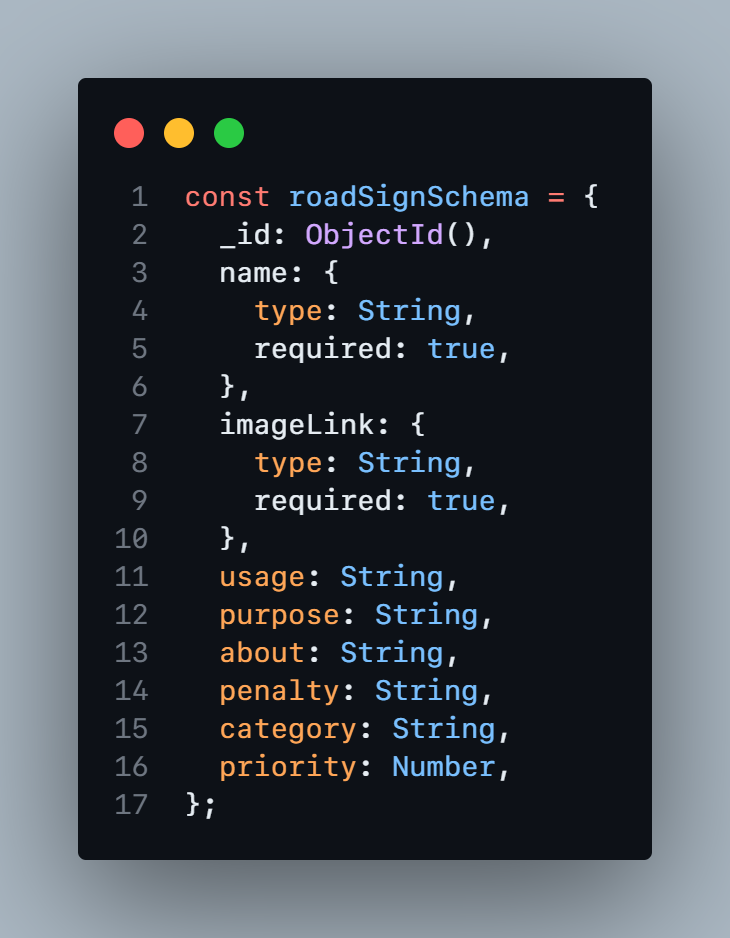 1 const roadSignSchema = {
2   _id: ObjectId(),
3   name: {
4     type: String,
5     required: true,
6   },
7   imageLink: {
8     type: String,
9     required: true,
10   },
11   usage: String,
12   purpose: String,
13   about: String,
14   penalty: String,
15   category: String,
16   priority: Number,
17 };